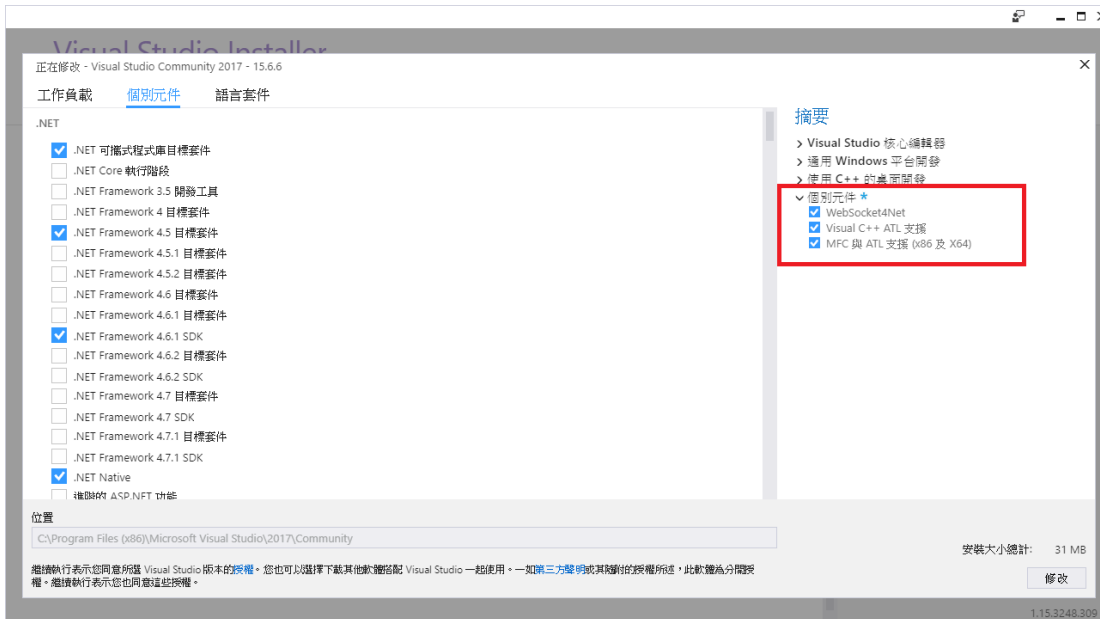 Visual Studio Installer
正在修改 - Visual Studio Community 2017 - 15.6.6
工作負載
個別元件
語言套件
.NET
.NET 可攜式程式庫目標套件
.NET Core 執行階段
.NET Framework 3.5 開發工具
.NET Framework 4 目標套件
.NET Framework 4.5 目標套件
.NET Framework 4.5.1 目標套件
.NET Framework 4.5.2 目標套件
.NET Framework 4.6 目標套件
.NET Framework 4.6.1 目標套件
.NET Framework 4.6.1 SDK
.NET Framework 4.6.2 目標套件
.NET Framework 4.6.2 SDK
.NET Framework 4.7 目標套件
.NET Framework 4.7 SDK
.NET Framework 4.7.1 目標套件
.NET Framework 4.7.1 SDK
.NET Native
進階的 ASP.NET 功能
摘要
Visual Studio 核心編輯器
通用 Windows 平台開發
使用 C++ 的桌面開發
個別元件 *
WebSocket4Net
Visual C++ ATL 支援
MFC 與 ATL 支援 (x86 及 X64)
位置
C:\Program Files (x86)\Microsoft Visual Studio\2017\Community
繼續執行表示您同意所選 Visual Studio 版本的授權。您也可以選擇下載其他軟體搭配 Visual Studio 一起使用。一如第三方聲明或其隨附的授權所述，此軟體為分開授
權。繼續執行表示您也同意這些授權。
安裝大小總計: 31 MB
修改
1.15.3248.309